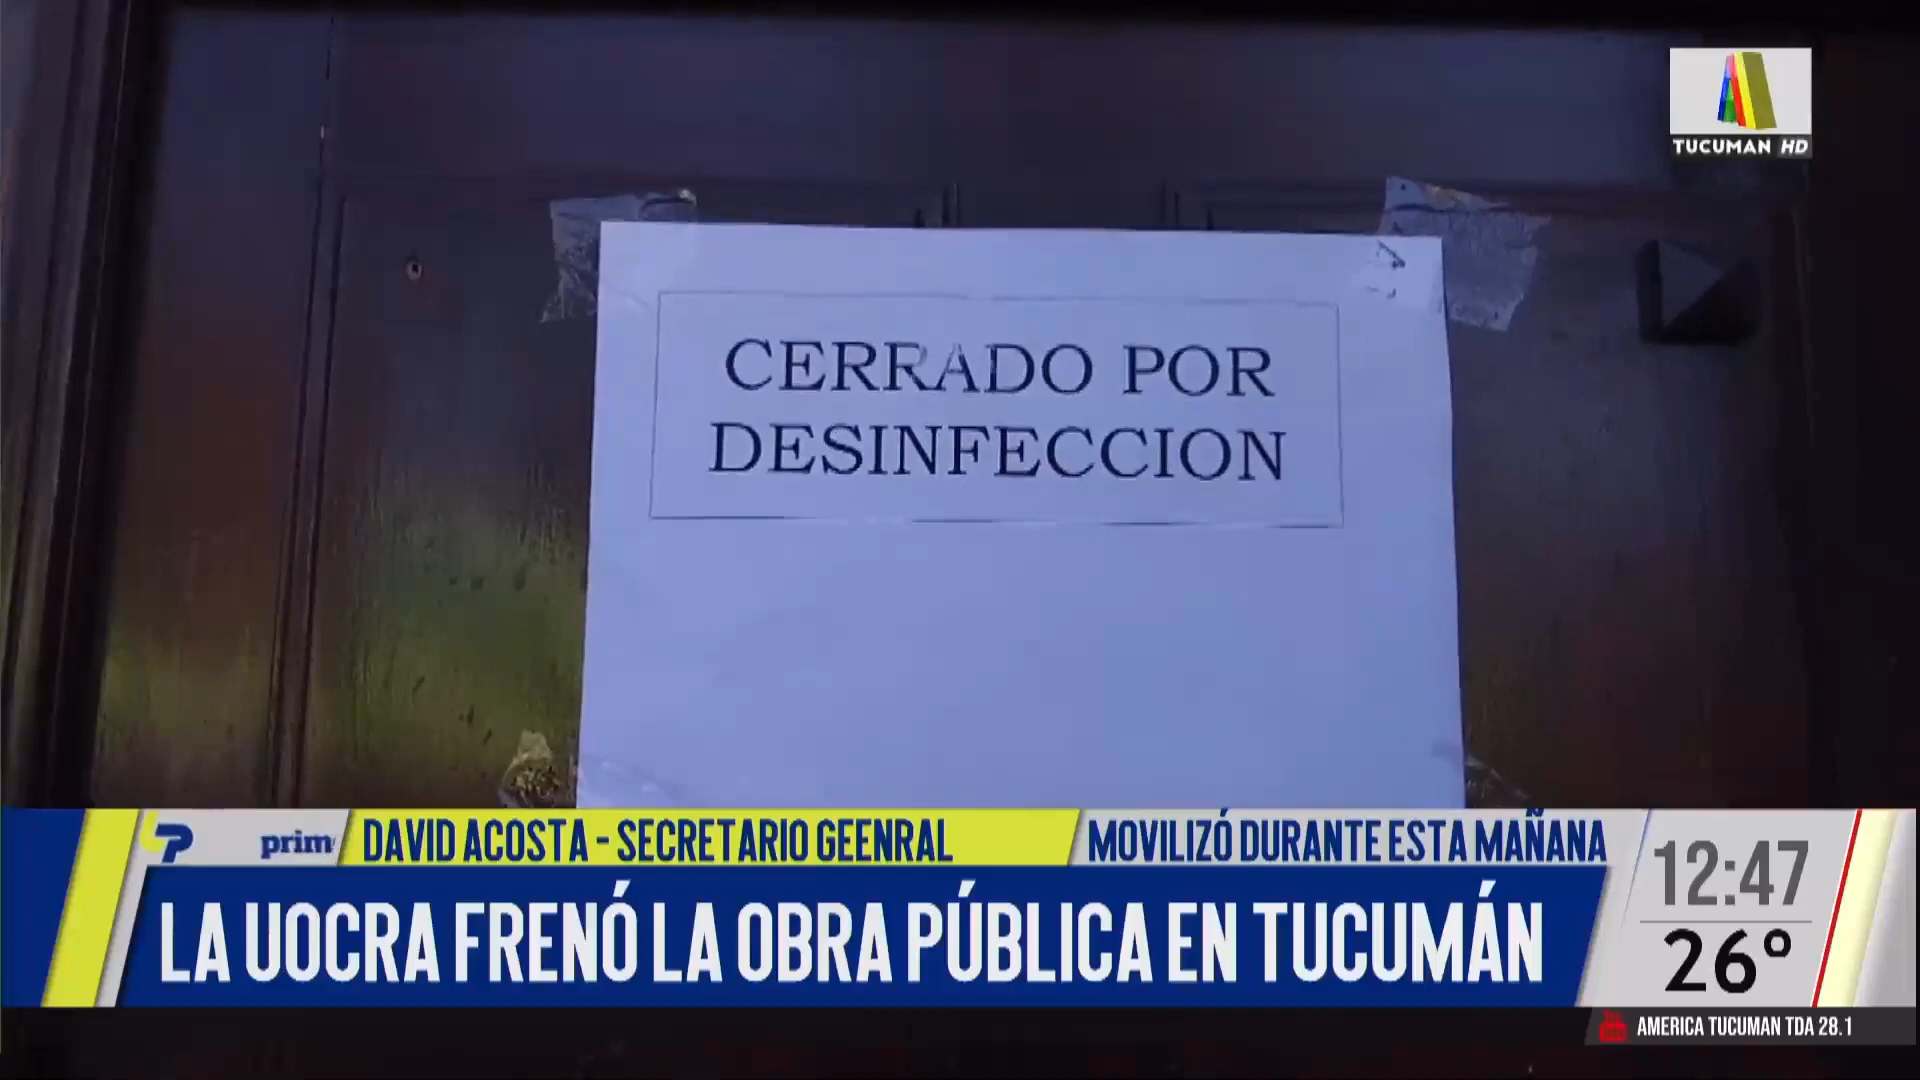 TUCUMAN HD
CERRADO POR
DESINFECCION
prim
DAVID ACOSTA - SECRETARIO GEENRAL
MOVILIZÓ DURANTE ESTA MAÑANA
LA UOCRA FRENÓ LA OBRA PÚBLICA EN TUCUMÁN
12:47
26°
AMERICA TUCUMAN TDA 28.1